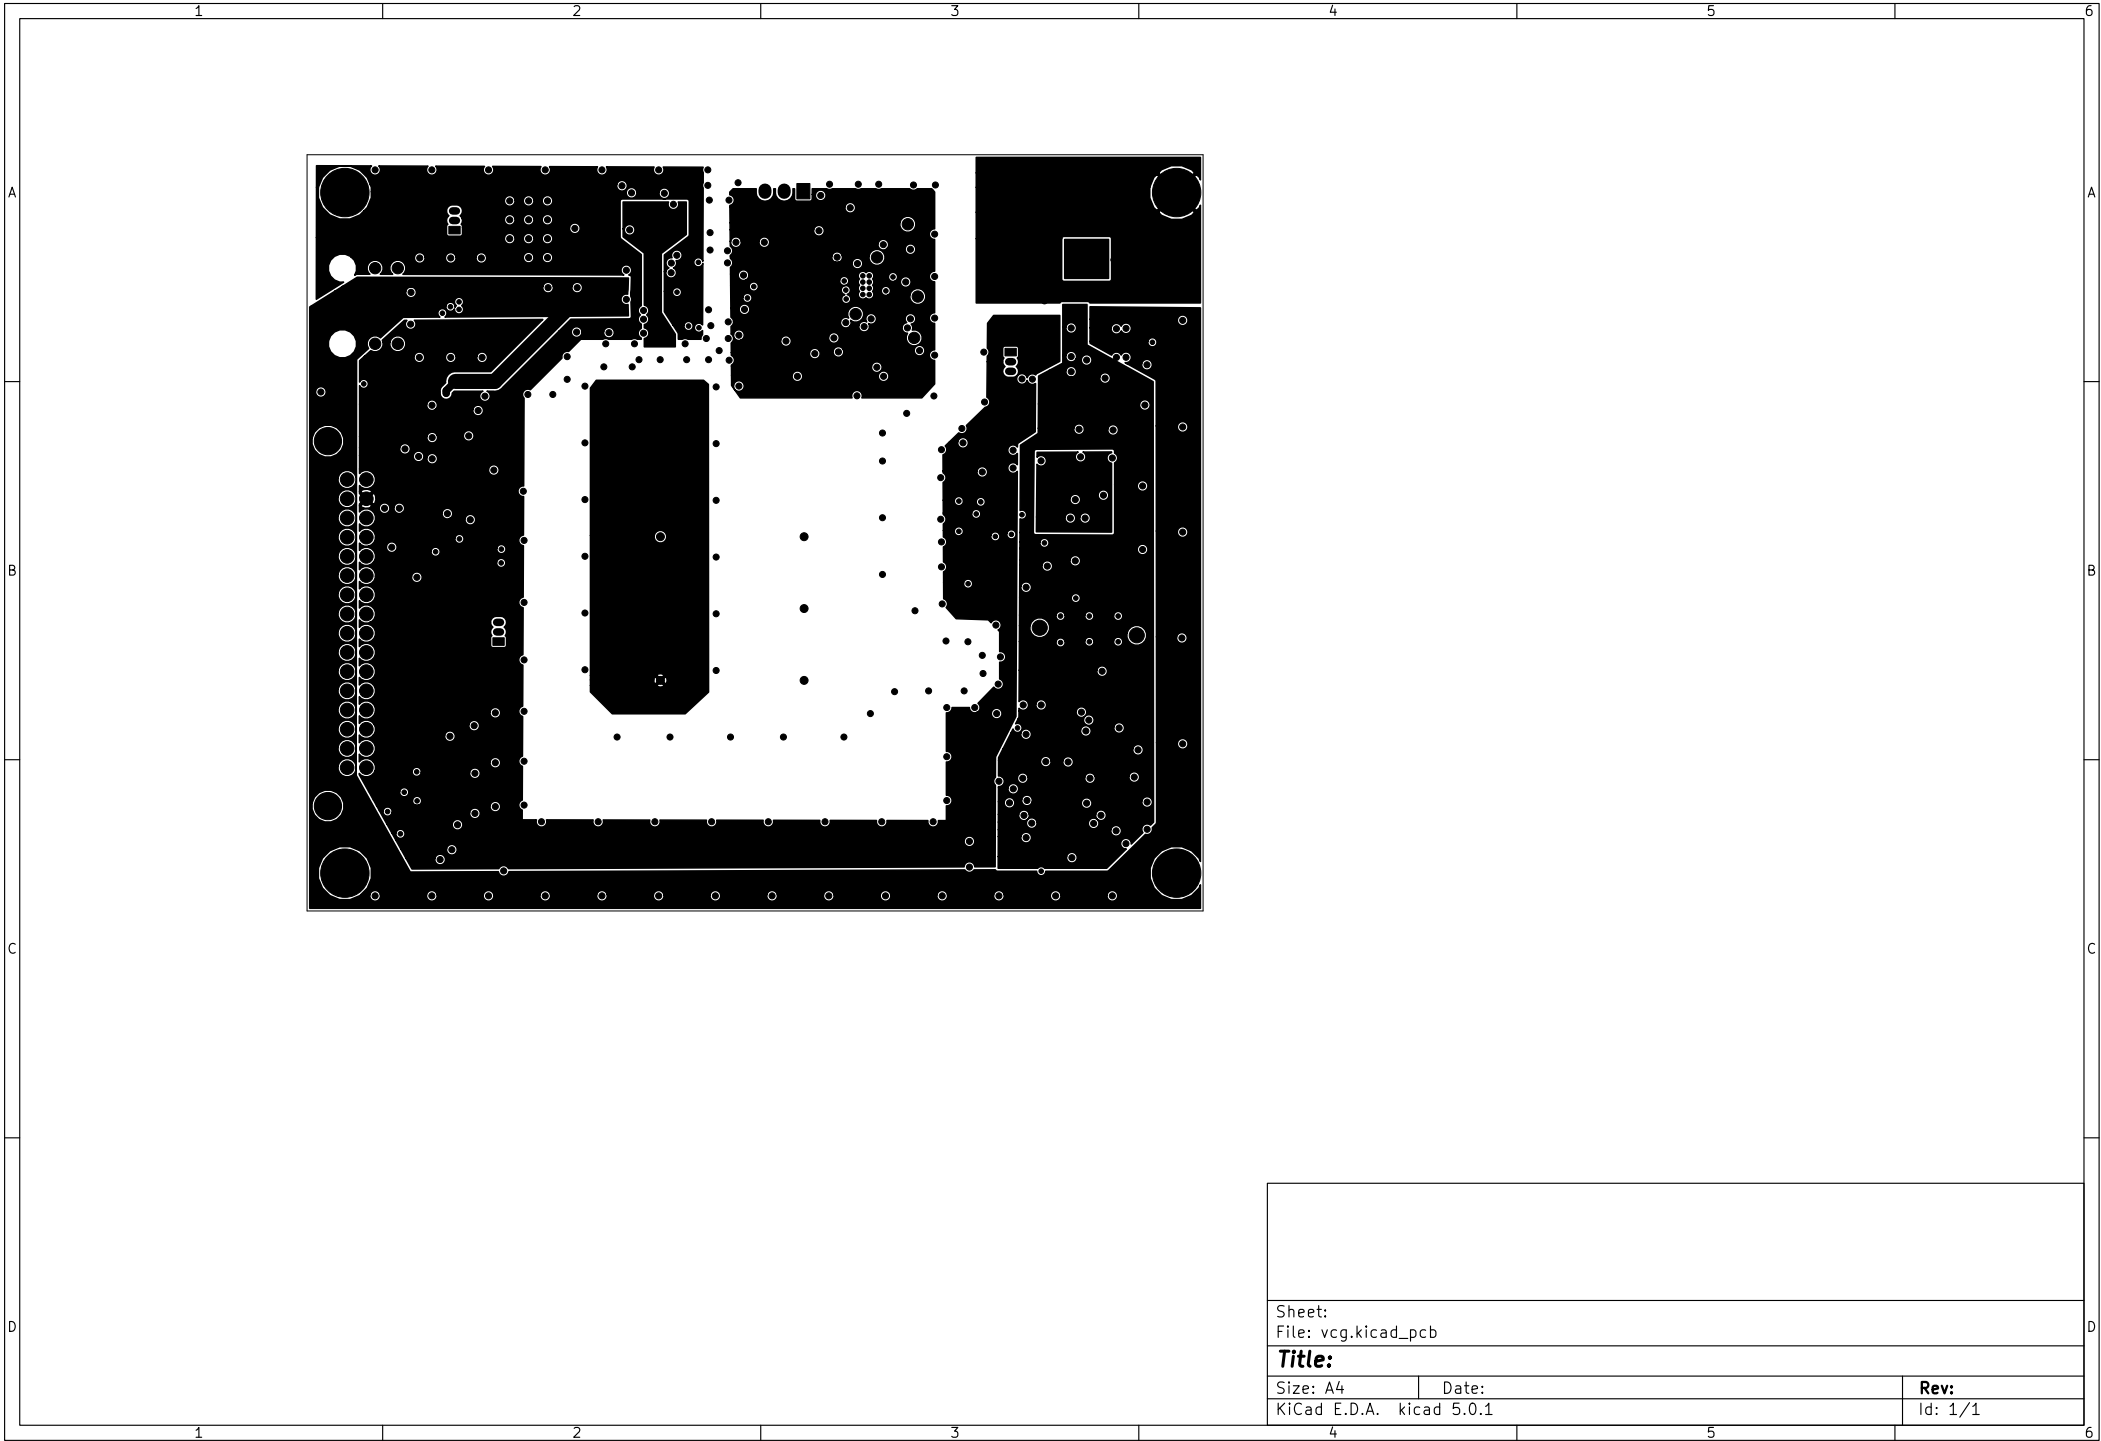 1 2 3 4 5 6
A A
B B
C C
D D
Sheet:
File: vcg.kicad_pcb
Title:
Size: A4 Date: Rev:
KiCad E.D.A. kicad 5.0.1 Id: 1/1
1 2 3 4 5 6